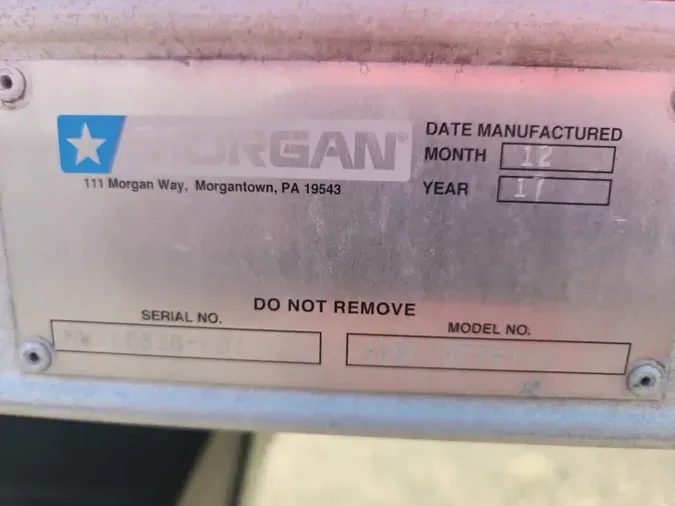 MORGAN®
111 Morgan Way, Morgantown, PA 19543
DATE MANUFACTURED
MONTH 12
YEAR 17
DO NOT REMOVE
SERIAL NO.
MODEL NO.